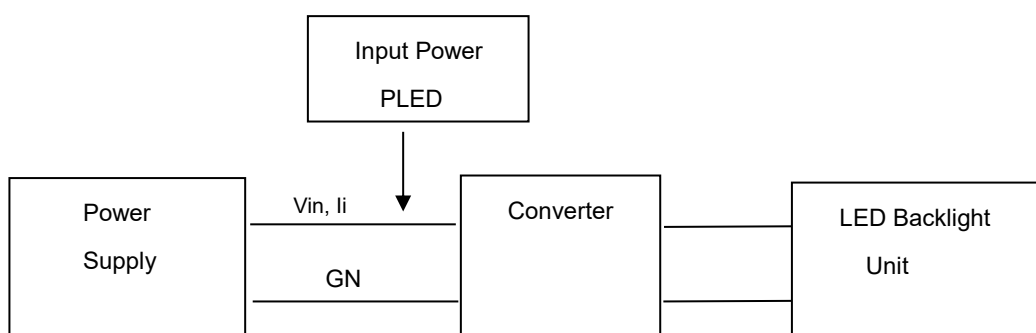 Input Power
PLED
Power
Supply
Vin, Ii
GN
Converter
LED Backlight
Unit